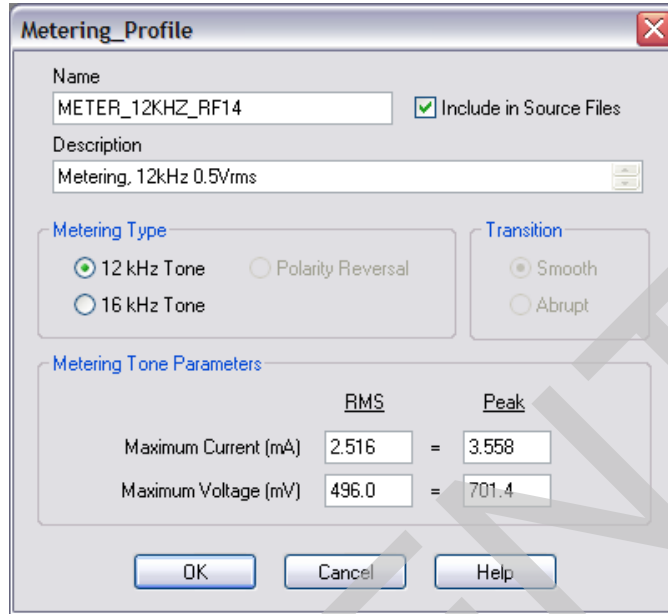 Metering_Profile
Name
METER_12KHZ_RF14
Include in Source Files
Description
Metering, 12kHz 0.5Vrms
Metering Type
12 kHz Tone
Polarity Reversal
16 kHz Tone
Transition
Smooth
Abrupt
Metering Tone Parameters
RMS
Peak
Maximum Current (mA) 2.516 = 3.558
Maximum Voltage (mV) 496.0 = 701.4
OK
Cancel
Help